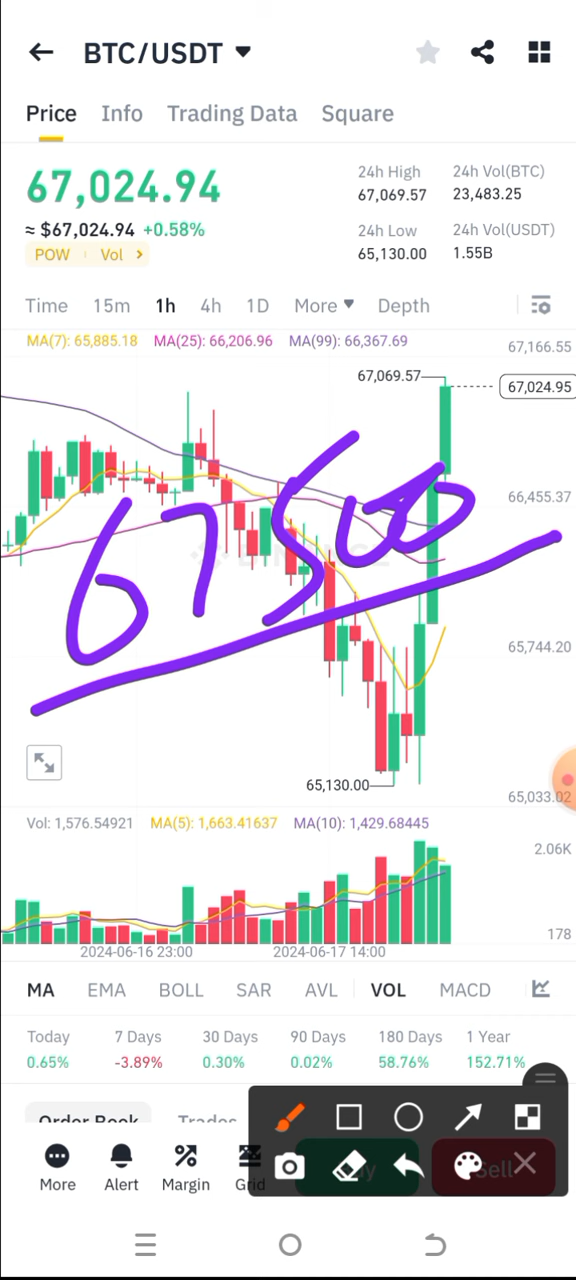 BTC/USDT
Price Info Trading Data Square
67,024.94
≈ $67,024.94 +0.58%
POW Vol
24h High
67,069.57
24h Vol(BTC)
23,483.25
24h Low
65,130.00
24h Vol(USDT)
1.55B
Time 15m 1h 4h 1D More Depth
MA(7): 65,885.18 MA(25): 66,206.96 MA(99): 66,367.69
67,166.55
67,069.57
67,024.95
66,455.37
67500
65,744.20
65,130.00
65,033.02
Vol: 1,576.54921 MA(5): 1,663.41637 MA(10): 1,429.68445
2.06K
178
2024-06-16 23:00 2024-06-17 14:00
MA EMA BOLL SAR AVL VOL MACD
Today 7 Days 30 Days 90 Days 180 Days 1 Year
0.65% -3.89% 0.30% 0.02% 58.76% 152.71%
Order Book Trades
More Alert Margin Grid
Sell